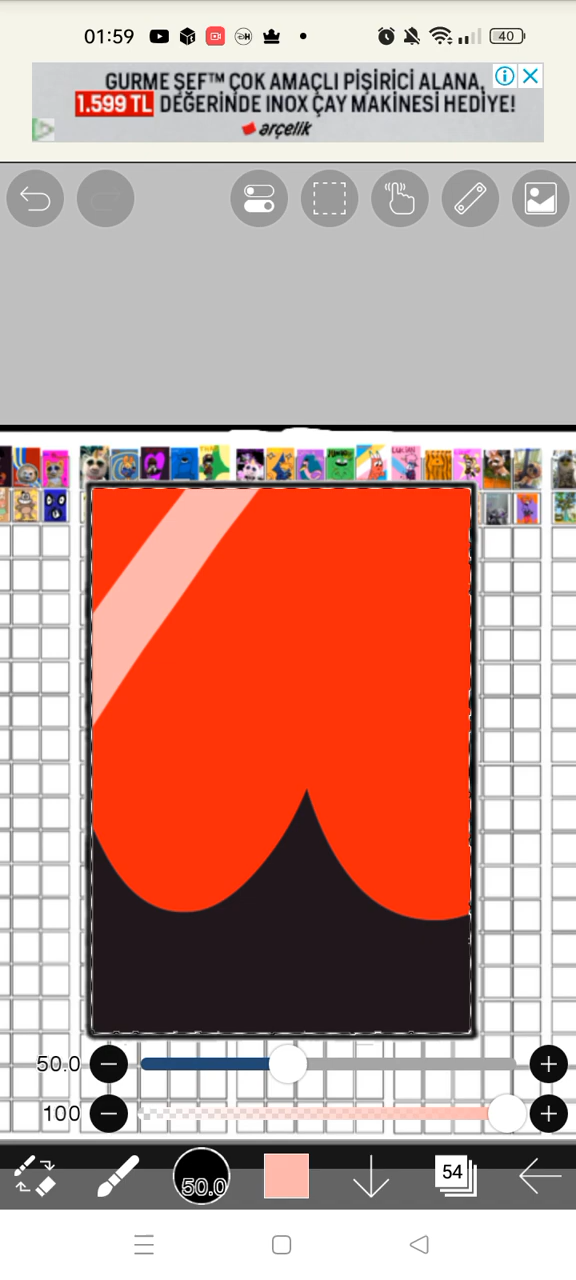 01:59
40
GURME ŞEF™ ÇOK AMAÇLI PİŞİRİCİ ALANA,
1.599 TL DEĞERİNDE INOX ÇAY MAKİNESİ HEDİYE!
arçelik
50.0
100
50.0
54